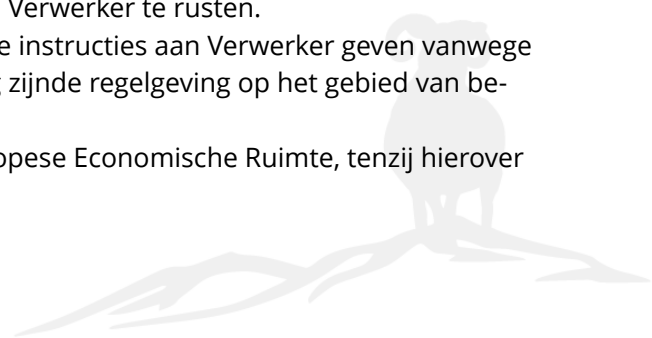 Verwerker te rusten.
e instructies aan Verwerker geven vanwege
zijnde regelgeving op het gebied van be-
opese Economische Ruimte, tenzij hierover